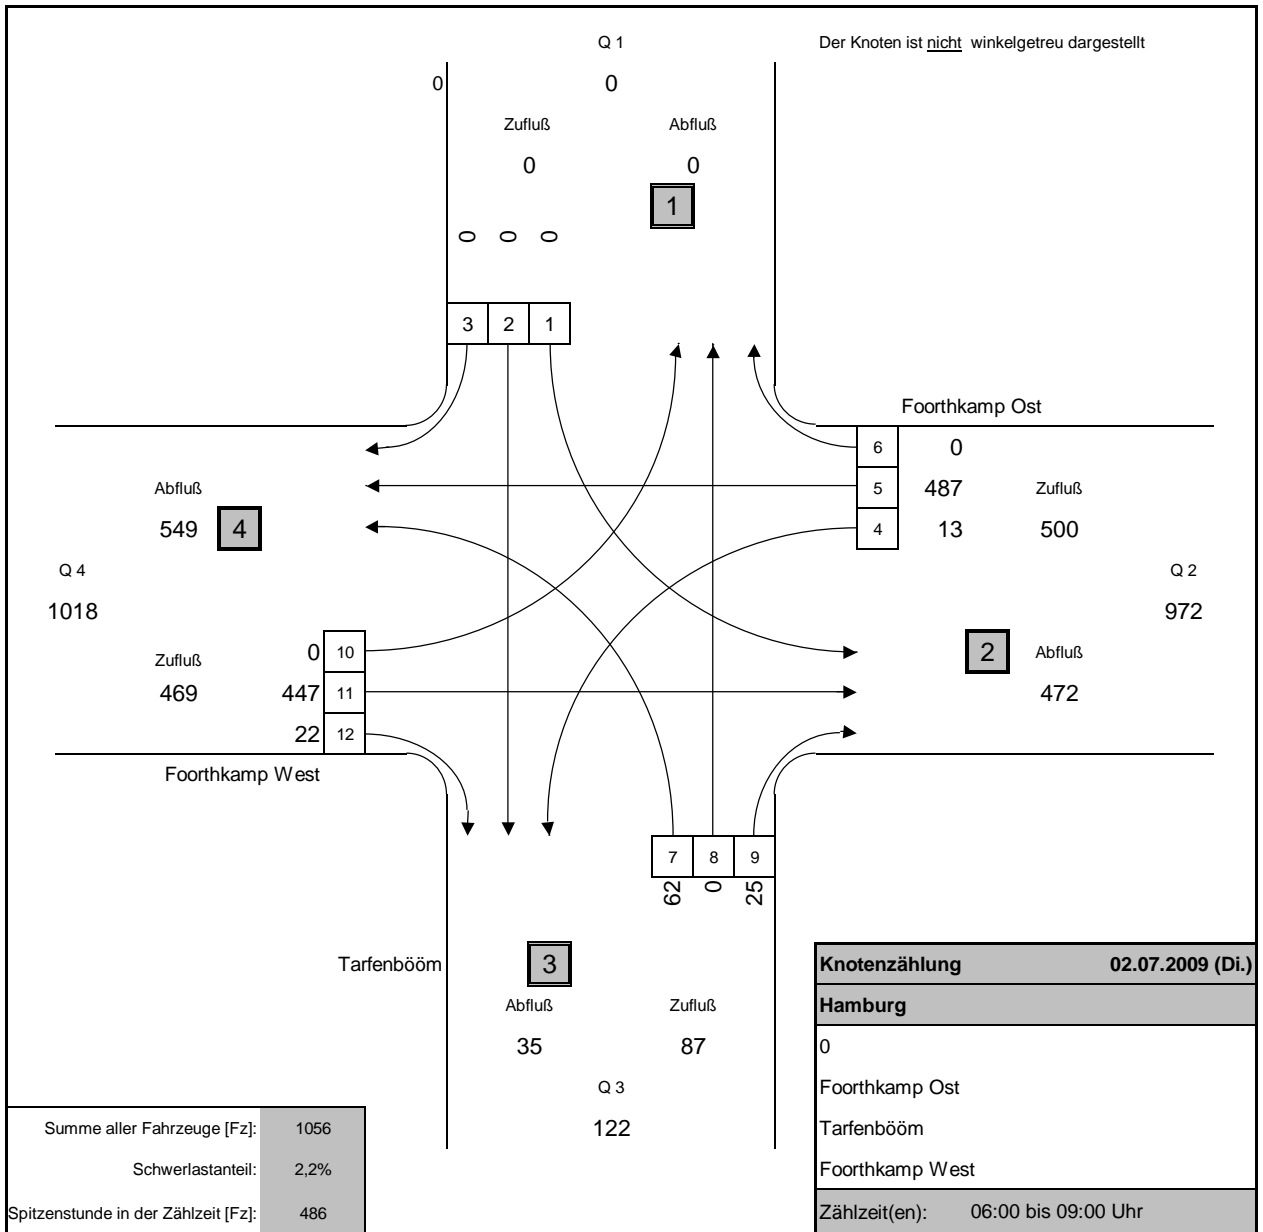 Q 1
Der Knoten ist nicht winkelgetreu dargestellt
0
0
Zufluß
Abfluß
0
0
1
0
0
0
3
2
1
Foorthkamp Ost
6
0
5
487
Zufluß
4
13
500
Abfluß
549
4
Q 4
1018
Q 2
972
2
Abfluß
472
Zufluß
469
0
10
447
11
22
12
Foorthkamp West
7
8
9
62
0
25
Tarfenbööm
3
Abfluß
Zufluß
35
87
Q 3
122
Knotenzählung 02.07.2009 (Di.)
Hamburg
0
Foorthkamp Ost
Tarfenbööm
Foorthkamp West
Zählzeit(en): 06:00 bis 09:00 Uhr
Summe aller Fahrzeuge [Fz]: 1056
Schwerlastanteil: 2,2%
Spitzenstunde in der Zählzeit [Fz]: 486